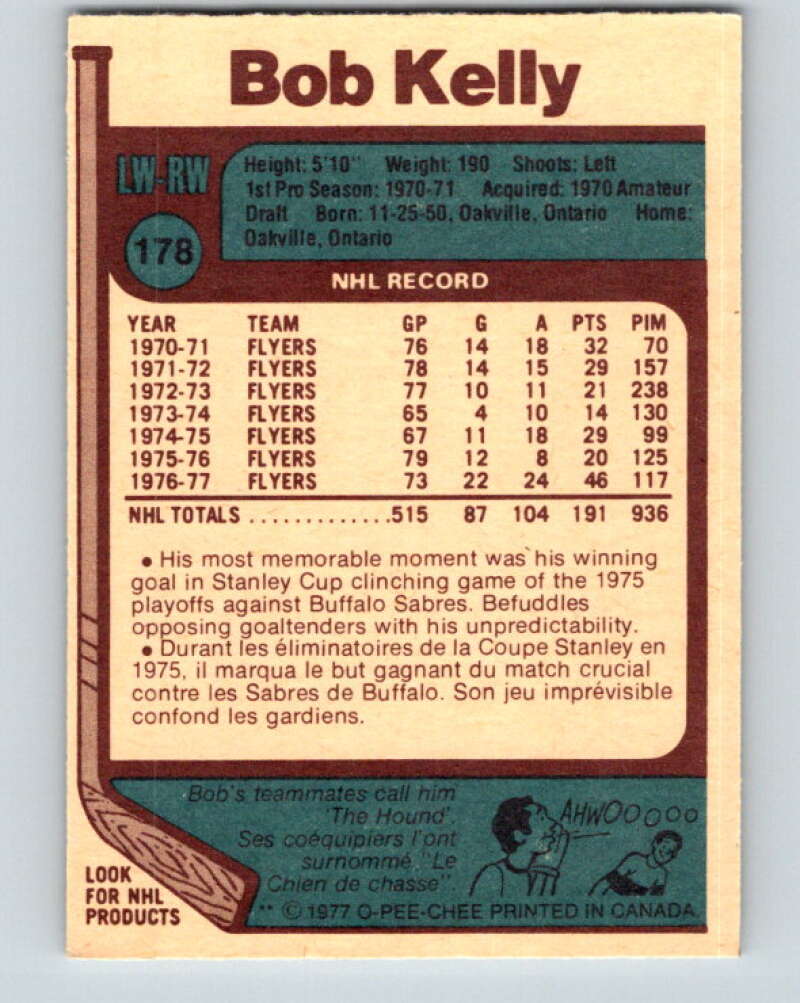 Bob Kelly
LW-RW
178
Height: 5'10" Weight: 190 Shoots: Left
1st Pro Season: 1970-71 Acquired: 1970 Amateur
Draft Born: 11-25-50, Oakville, Ontario Home:
Oakville, Ontario
NHL RECORD
YEAR TEAM GP G A PTS PIM
1970-71 FLYERS 76 14 18 32 70
1971-72 FLYERS 78 14 15 29 157
1972-73 FLYERS 77 10 11 21 238
1973-74 FLYERS 65 4 10 14 130
1974-75 FLYERS 67 11 18 29 99
1975-76 FLYERS 79 12 8 20 125
1976-77 FLYERS 73 22 24 46 117
NHL TOTALS .............515 87 104 191 936
• His most memorable moment was his winning
goal in Stanley Cup clinching game of the 1975
playoffs against Buffalo Sabres. Befuddles
opposing goaltenders with his unpredictability.
• Durant les éliminatoires de la Coupe Stanley en
1975, il marqua le but gagnant du match crucial
contre les Sabres de Buffalo. Son jeu imprévisible
confond les gardiens.
Bob's teammates call him
'The Hound'.
Ses coéquipiers l'ont
surnommé, "Le
Chien de chasse".
AHWOOOOO
LOOK
FOR NHL
PRODUCTS
** © 1977 O-PEE-CHEE PRINTED IN CANADA.